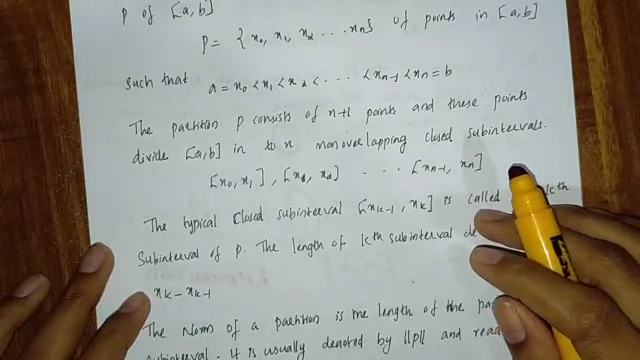 P of [a, b]
P = { x0, x1, x2 ... xn} of points in [a, b]
such that a = x0 < x1 < x2 < . . . . < xn-1 < xn = b
The partition p consists of n+1 points and these points
divide [a, b] in to n nonoverlapping closed subintervals.
[x0, x1], [x1, x2] . . . [xn-1, xn]
The typical closed subinterval [xk-1, xk] is called kth
Subinterval of p. The length of kth subinterval
xk - xk-1
The Norm of a partition is the length of the
Subinterval. It is usually denoted by ||p|| and read